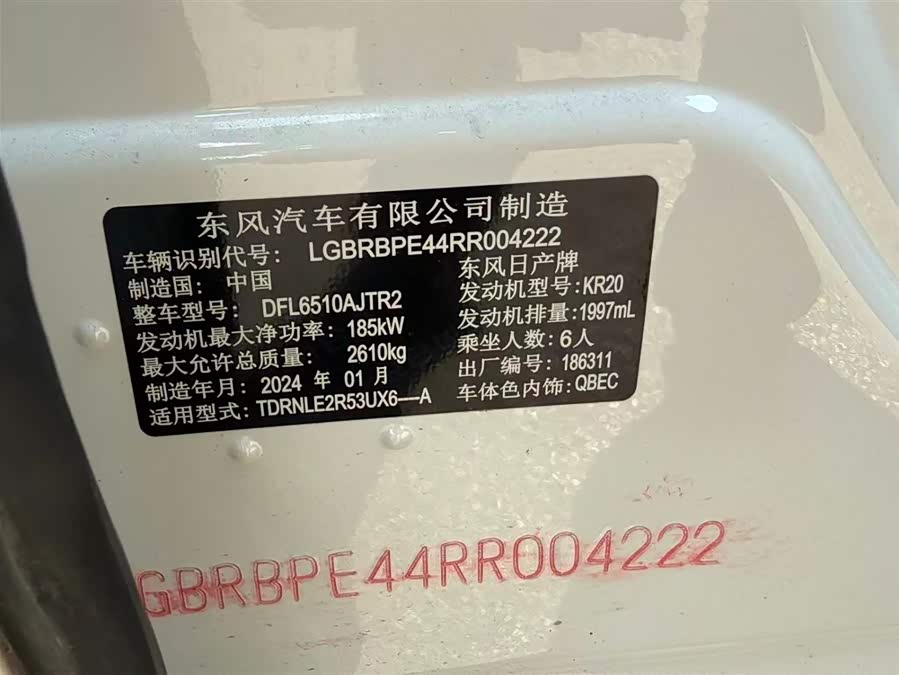 东风汽车有限公司制造
车辆识别代号: LGBRBPE44RR004222
制造国: 中国 东风日产牌
整车型号: DFL6510AJTR2 发动机型号:KR20
发动机最大净功率: 185kW 发动机排量:1997mL
最大允许总质量: 2610kg 乘坐人数:6人
制造年月: 2024 年 01 月 出厂编号: 186311
适用型式: TDRNLE2R53UX6—A 车体色内饰:QBEC
GBRBPE44RR004222